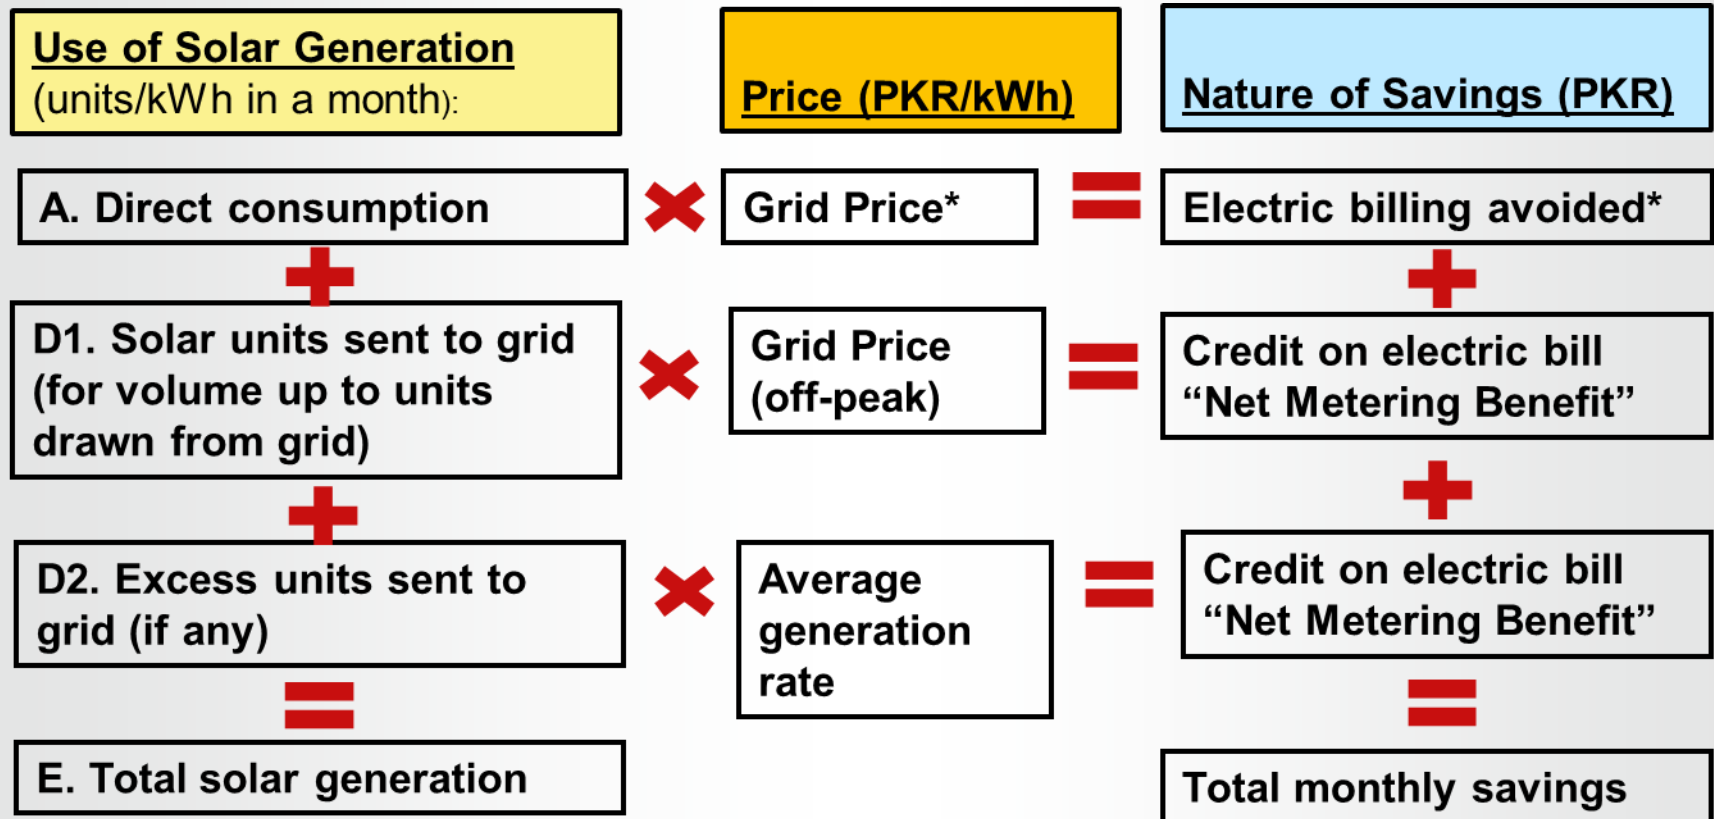 Use of Solar Generation
(units/kWh in a month):
Price (PKR/kWh)
Nature of Savings (PKR)
A. Direct consumption
Grid Price*
Electric billing avoided*
D1. Solar units sent to grid
(for volume up to units
drawn from grid)
Grid Price
(off-peak)
Credit on electric bill
“Net Metering Benefit”
D2. Excess units sent to
grid (if any)
Average
generation
rate
Credit on electric bill
“Net Metering Benefit”
E. Total solar generation
Total monthly savings